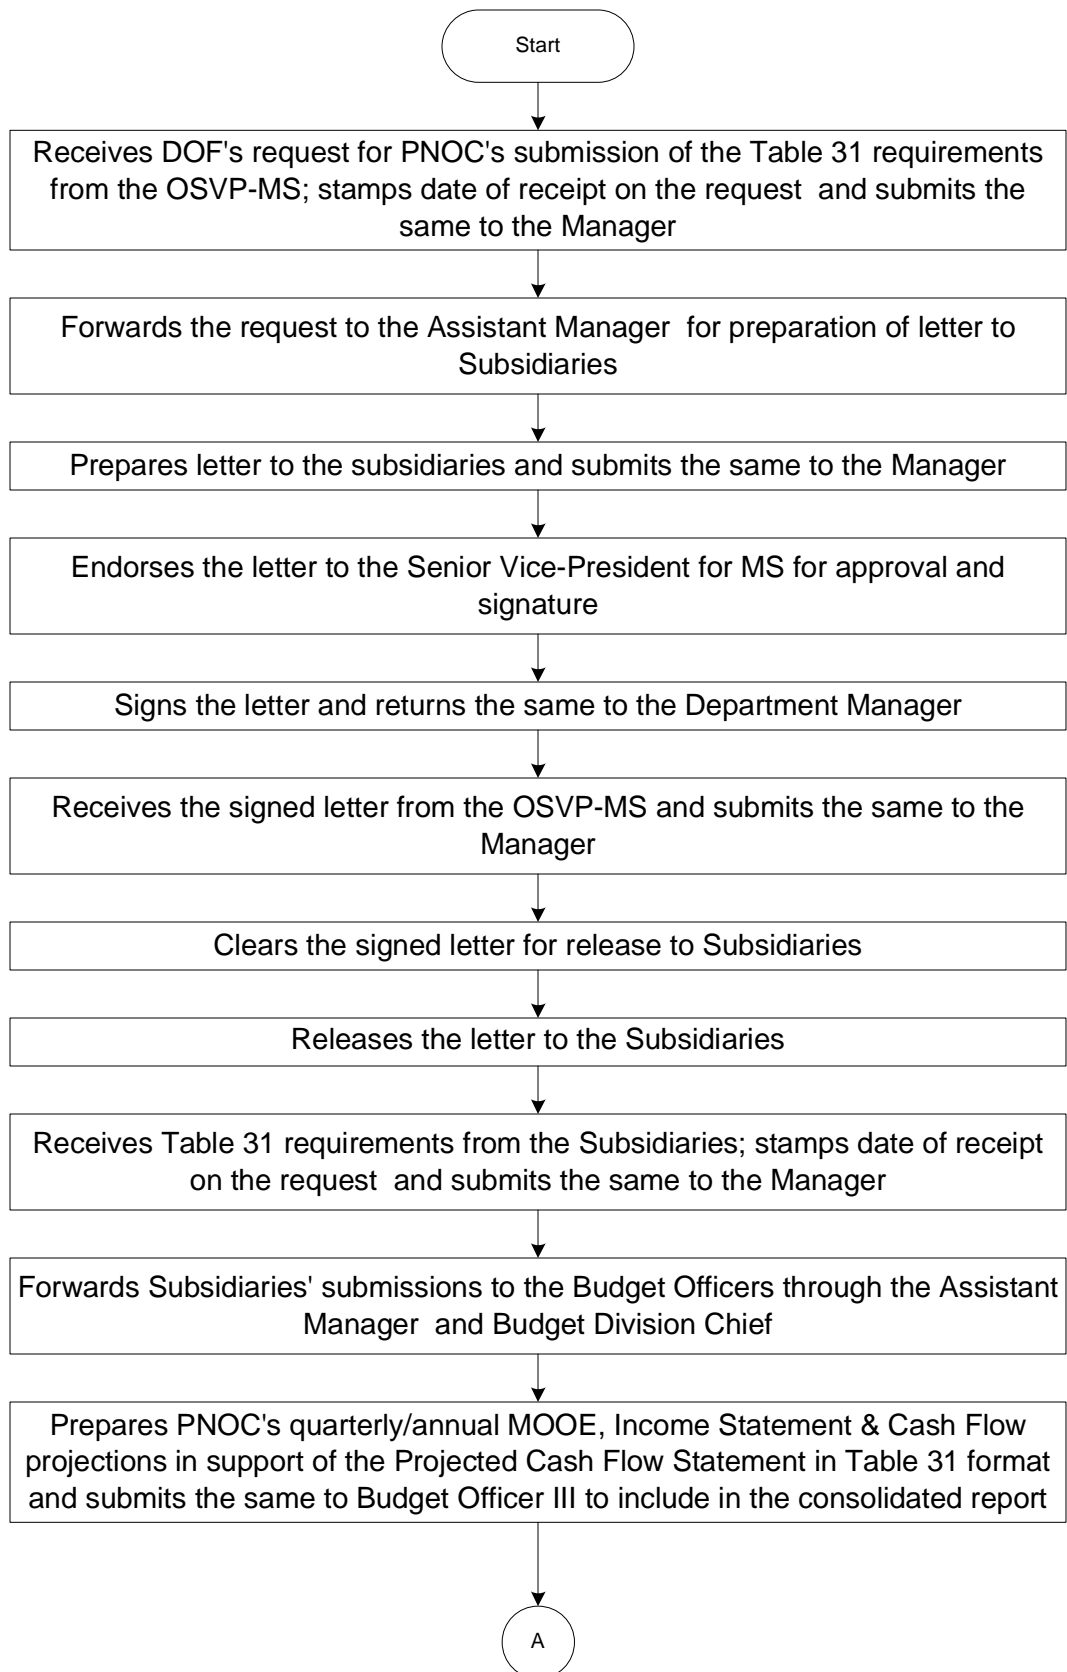 Start
Receives DOF's request for PNOC's submission of the Table 31 requirements
from the OSVP-MS; stamps date of receipt on the request  and submits the
same to the Manager
Forwards the request to the Assistant Manager  for preparation of letter to
Subsidiaries
Prepares letter to the subsidiaries and submits the same to the Manager
Endorses the letter to the Senior Vice-President for MS for approval and
signature
Signs the letter and returns the same to the Department Manager
Receives the signed letter from the OSVP-MS and submits the same to the
Manager
Clears the signed letter for release to Subsidiaries
Releases the letter to the Subsidiaries
Receives Table 31 requirements from the Subsidiaries; stamps date of receipt
on the request  and submits the same to the Manager
Forwards Subsidiaries' submissions to the Budget Officers through the Assistant
Manager  and Budget Division Chief
Prepares PNOC's quarterly/annual MOOE, Income Statement & Cash Flow
projections in support of the Projected Cash Flow Statement in Table 31 format
and submits the same to Budget Officer III to include in the consolidated report
A